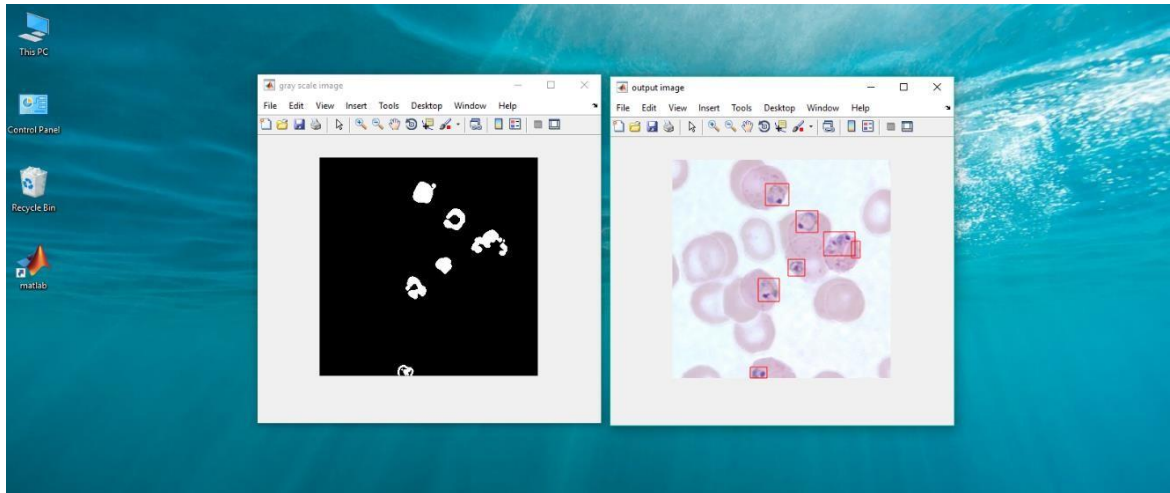 This PC
Control Panel
Recycle Bin
matlab
gray scale image
File Edit View Insert Tools Desktop Window Help
output image
File Edit View Insert Tools Desktop Window Help